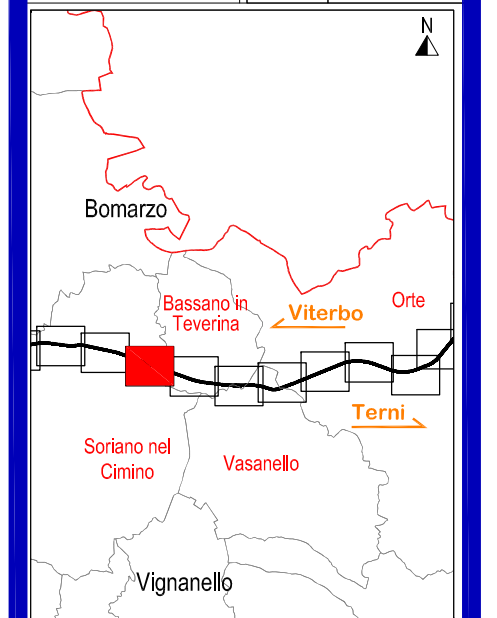 N
Bomarzo
Bassano in
Teverina
Viterbo
Orte
Terni
Soriano nel
Cimino
Vasanello
Vignanello